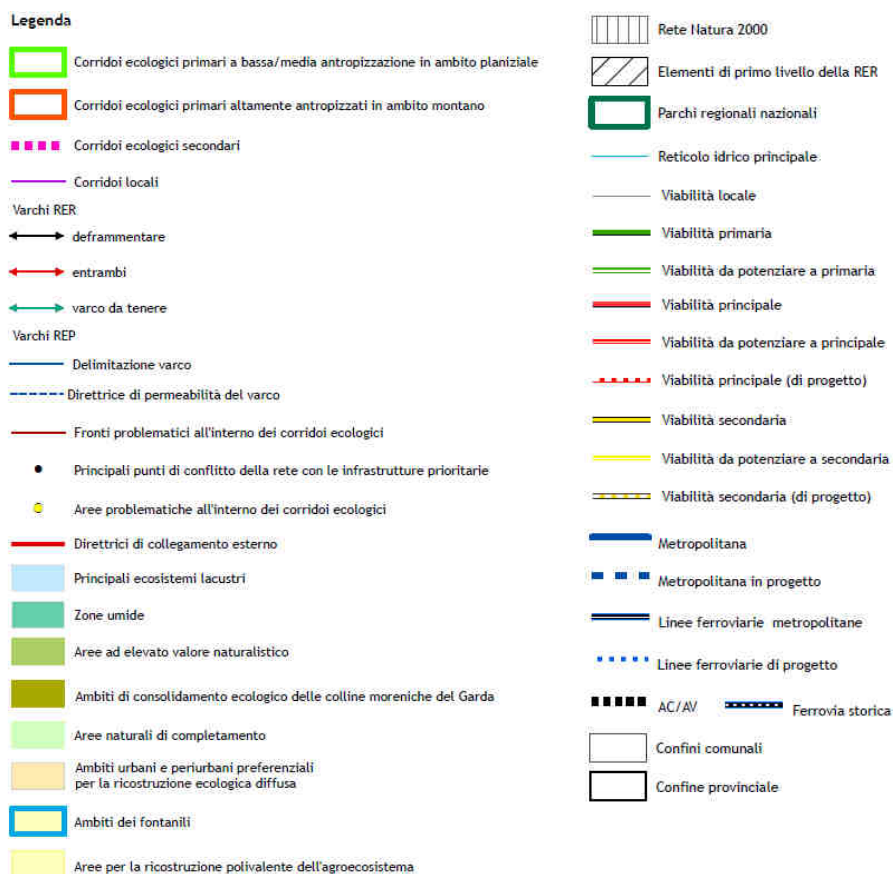 Legenda
Corridoi ecologici primari a bassa/media antropizzazione in ambito planiziale
Corridoi ecologici primari altamente antropizzati in ambito montano
Corridoi ecologici secondari
Corridoi locali
Varchi RER
deframmentare
entrambi
varco da tenere
Varchi REP
Delimitazione varco
Direttrice di permeabilità del varco
Fronti problematici all'interno dei corridoi ecologici
Principali punti di conflitto della rete con le infrastrutture prioritarie
Aree problematiche all'interno dei corridoi ecologici
Direttrici di collegamento esterno
Principali ecosistemi lacustri
Zone umide
Aree ad elevato valore naturalistico
Ambiti di consolidamento ecologico delle colline moreniche del Garda
Aree naturali di completamento
Ambiti urbani e periurbani preferenziali
per la ricostruzione ecologica diffusa
Ambiti dei fontanili
Aree per la ricostruzione polivalente dell'agroecosistema
Rete Natura 2000
Elementi di primo livello della RER
Parchi regionali nazionali
Reticolo idrico principale
Viabilità locale
Viabilità primaria
Viabilità da potenziare a primaria
Viabilità principale
Viabilità da potenziare a principale
Viabilità principale (di progetto)
Viabilità secondaria
Viabilità da potenziare a secondaria
Viabilità secondaria (di progetto)
Metropolitana
Metropolitana in progetto
Linee ferroviarie metropolitane
Linee ferroviarie di progetto
AC/AV
Ferrovia storica
Confini comunali
Confine provinciale